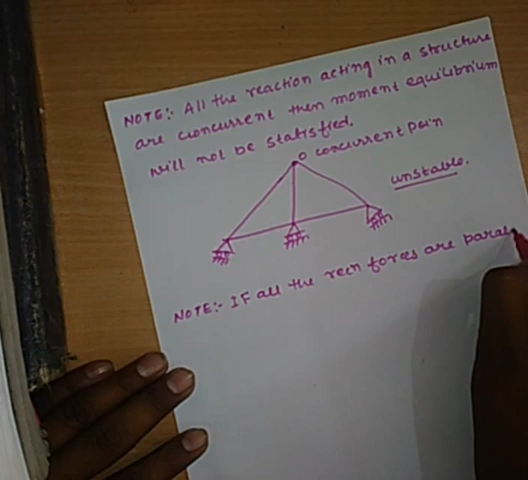 NOTE:- All the reaction acting in a structure
are concurrent then moment equilibrium
will not be statisfied.
O concurrent poin
unstable.
NOTE:- IF all the recn forces are paral